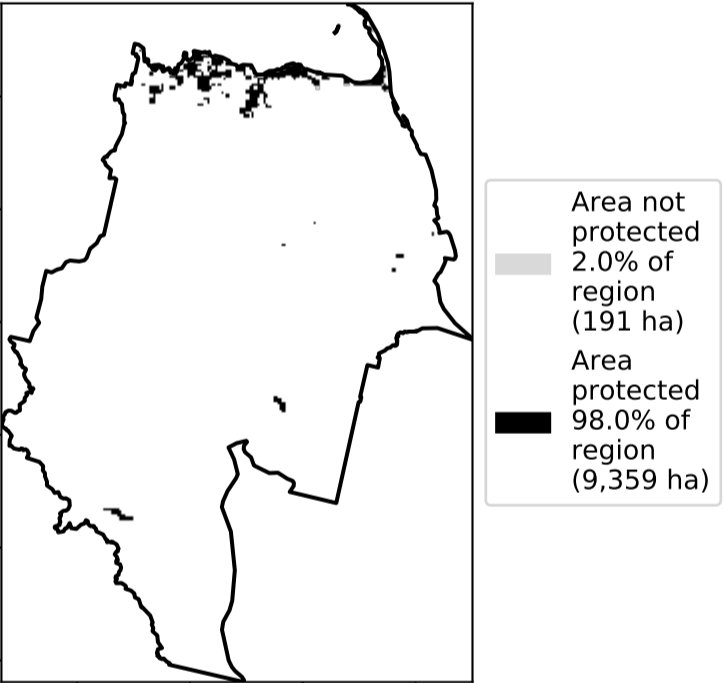 Area not
protected
2.0% of
region
(191 ha)
Area
protected
98.0% of
region
(9,359 ha)